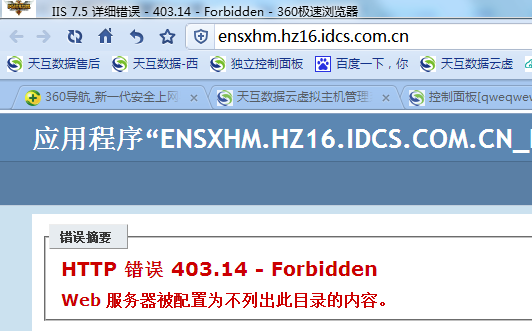 IIS 7.5 详细错误 - 403.14 - Forbidden - 360极速浏览器
ensxhm.hz16.idcs.com.cn
天互数据售后 天互数据-西 独立控制面板 百度一下，你 天互数据云虚
360导航_新一代安全上网 天互数据云虚拟主机管理 控制面板[qweqwev
应用程序“ENSXHM.HZ16.IDCS.COM.CN_
错误摘要
HTTP 错误 403.14 - Forbidden
Web 服务器被配置为不列出此目录的内容。